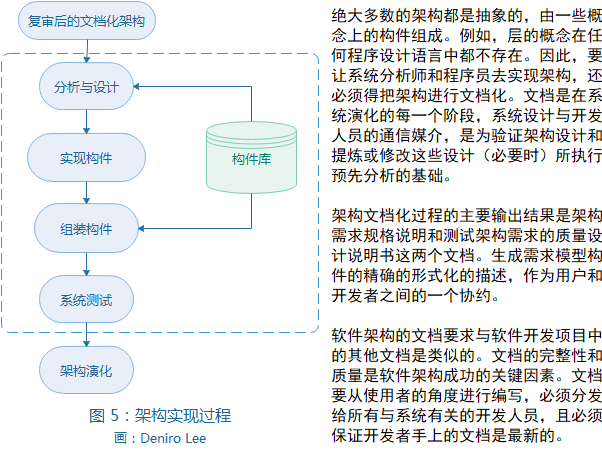 复审后的文档化架构
分析与设计
实现构件
构件库
组装构件
系统测试
架构演化
图 5：架构实现过程
画：Deniro Lee
绝大多数的架构都是抽象的，由一些概
念上的构件组成。例如，层的概念在任
何程序设计语言中都不存在。因此，要
让系统分析师和程序员去实现架构，还
必须得把架构进行文档化。文档是在系
统演化的每一个阶段，系统设计与开发
人员的通信媒介，是为验证架构设计和
提炼或修改这些设计（必要时）所执行
预先分析的基础。
架构文档化过程的主要输出结果是架构
需求规格说明和测试架构需求的质量设
计说明书这两个文档。生成需求模型构
件的精确的形式化的描述，作为用户和
开发者之间的一个协约。
软件架构的文档要求与软件开发项目中
的其他文档是类似的。文档的完整性和
质量是软件架构成功的关键因素。文档
要从使用者的角度进行编写，必须分发
给所有与系统有关的开发人员，且必须
保证开发者手上的文档是最新的。